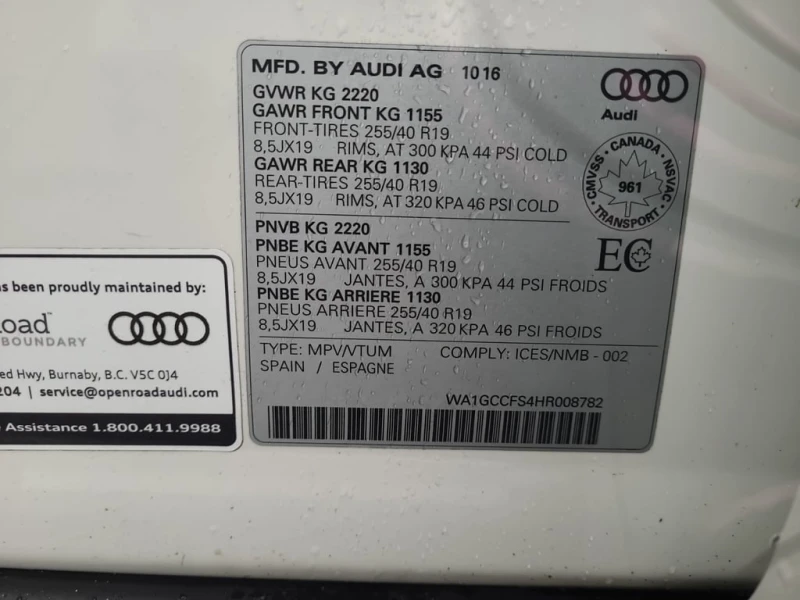 MFD. BY AUDI AG 10 16
Audi
GVWR KG 2220
GAWR FRONT KG 1155
FRONT-TIRES 255/40 R19
8,5JX19 RIMS, AT 300 KPA 44 PSI COLD
GAWR REAR KG 1130
REAR-TIRES 255/40 R19
8,5JX19 RIMS, AT 320 KPA 46 PSI COLD
CMVSS · CANADA · NSVAC · TRANSPORT ·
961
PNVB KG 2220
PNBE KG AVANT 1155
PNEUS AVANT 255/40 R19
8,5JX19 JANTES, A 300 KPA 44 PSI FROIDS
PNBE KG ARRIERE 1130
PNEUS ARRIERE 255/40 R19
8,5JX19 JANTES, A 320 KPA 46 PSI FROIDS
EC
TYPE: MPV/VTUM COMPLY: ICES/NMB - 002
SPAIN / ESPAGNE
WA1GCCFS4HR008782
as been proudly maintained by:
oad™
BOUNDARY
ed Hwy, Burnaby, B.C. V5C 0J4
204 | service@openroadaudi.com
Assistance 1.800.411.9988